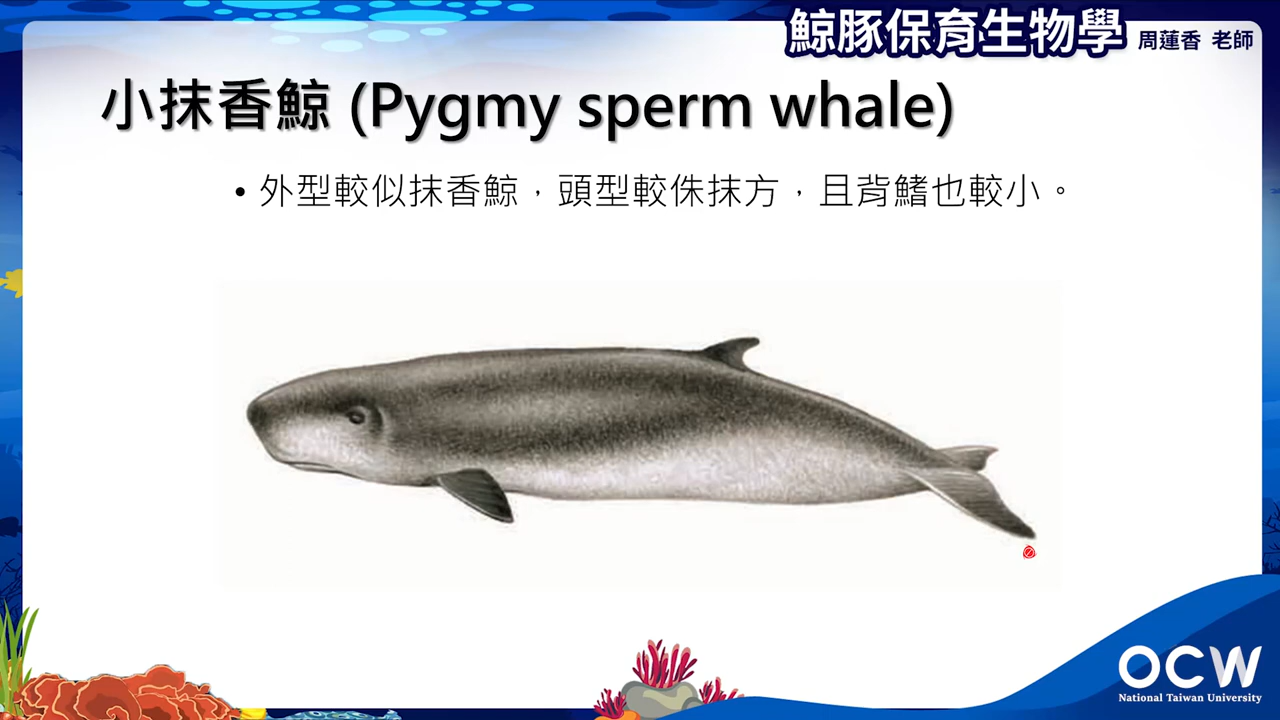 鯨豚保育生物學 周蓮香 老師
小抹香鯨 (Pygmy sperm whale)
• 外型較似抹香鯨，頭型較侏抹方，且背鰭也較小。
OCW
National Taiwan University